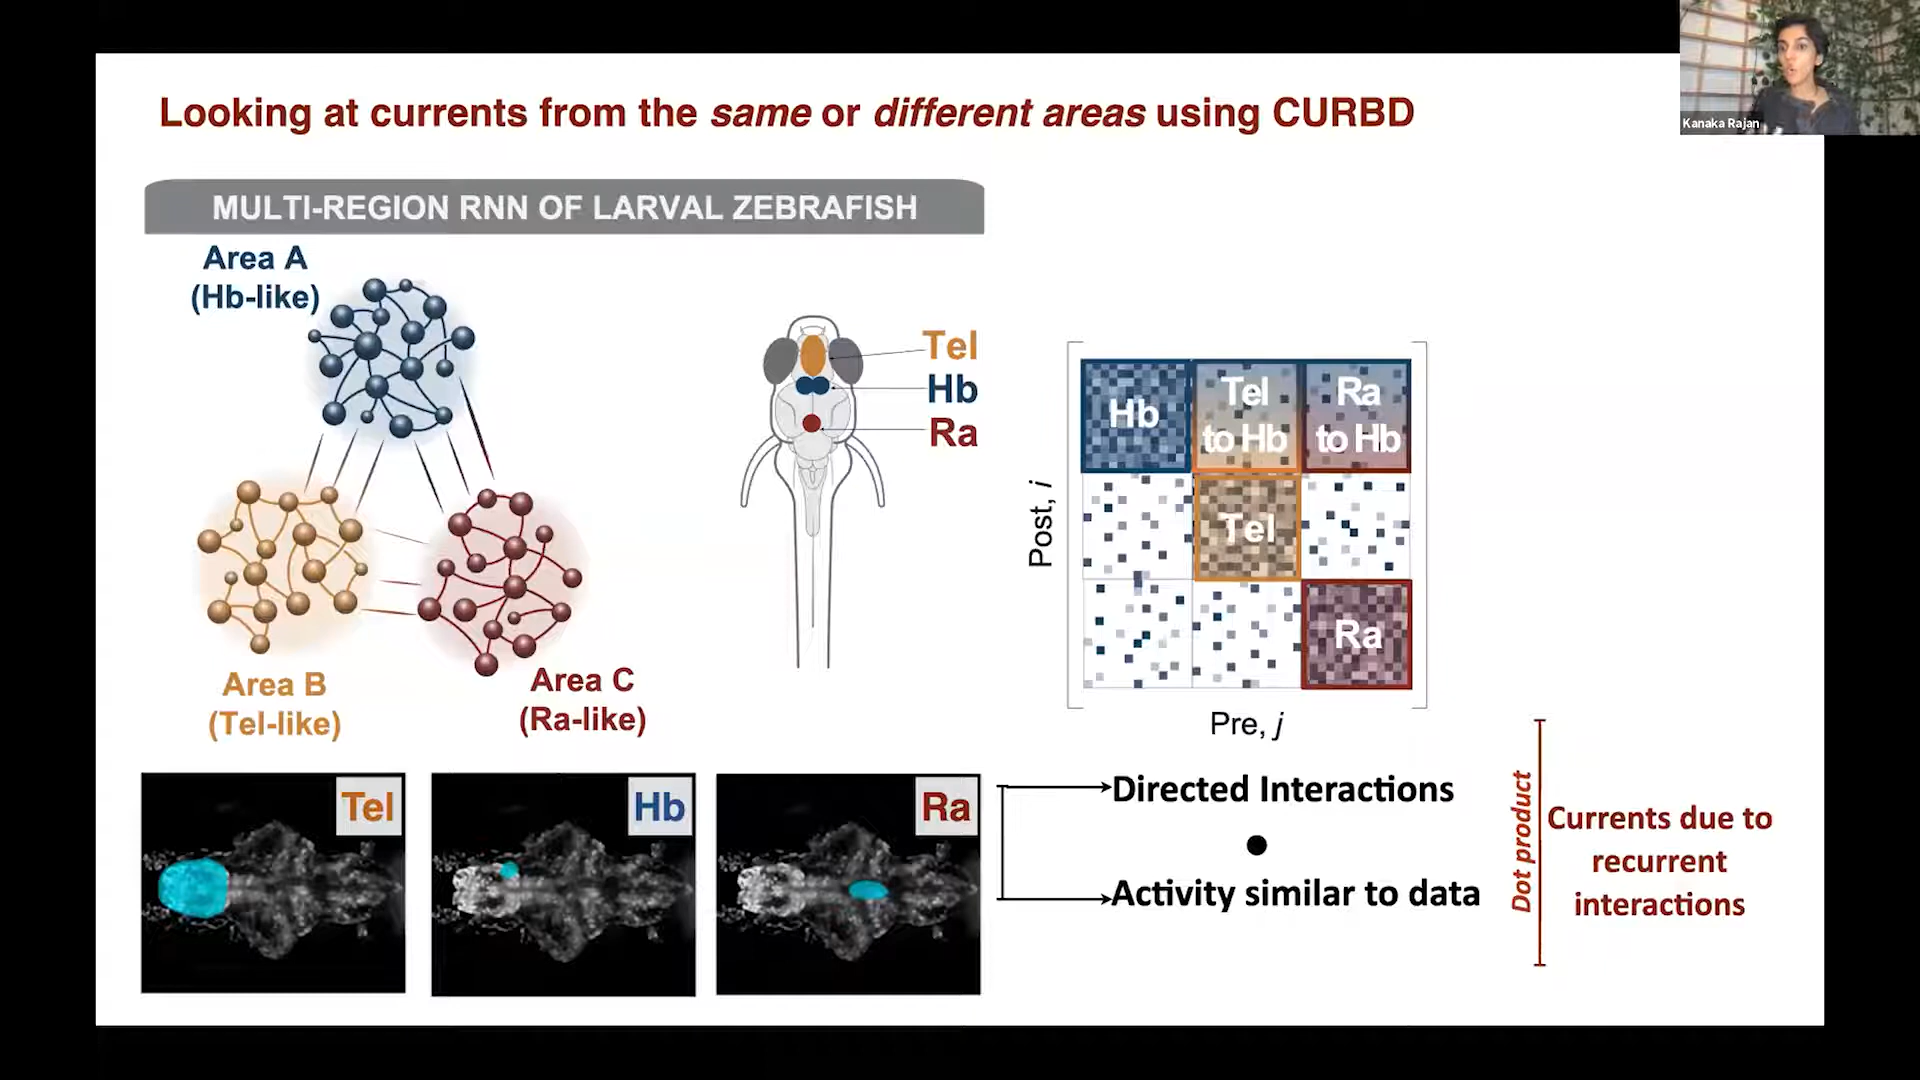 Kanaka Rajan
Looking at currents from the same or different areas using CURBD
MULTI-REGION RNN OF LARVAL ZEBRAFISH
Area A
(Hb-like)
Area B
(Tel-like)
Area C
(Ra-like)
Tel
Hb
Ra
Post, i
Hb
Tel
to Hb
Ra
to Hb
Tel
Ra
Pre, j
Tel
Hb
Ra
Directed Interactions
Activity similar to data
Dot product
Currents due to
recurrent
interactions